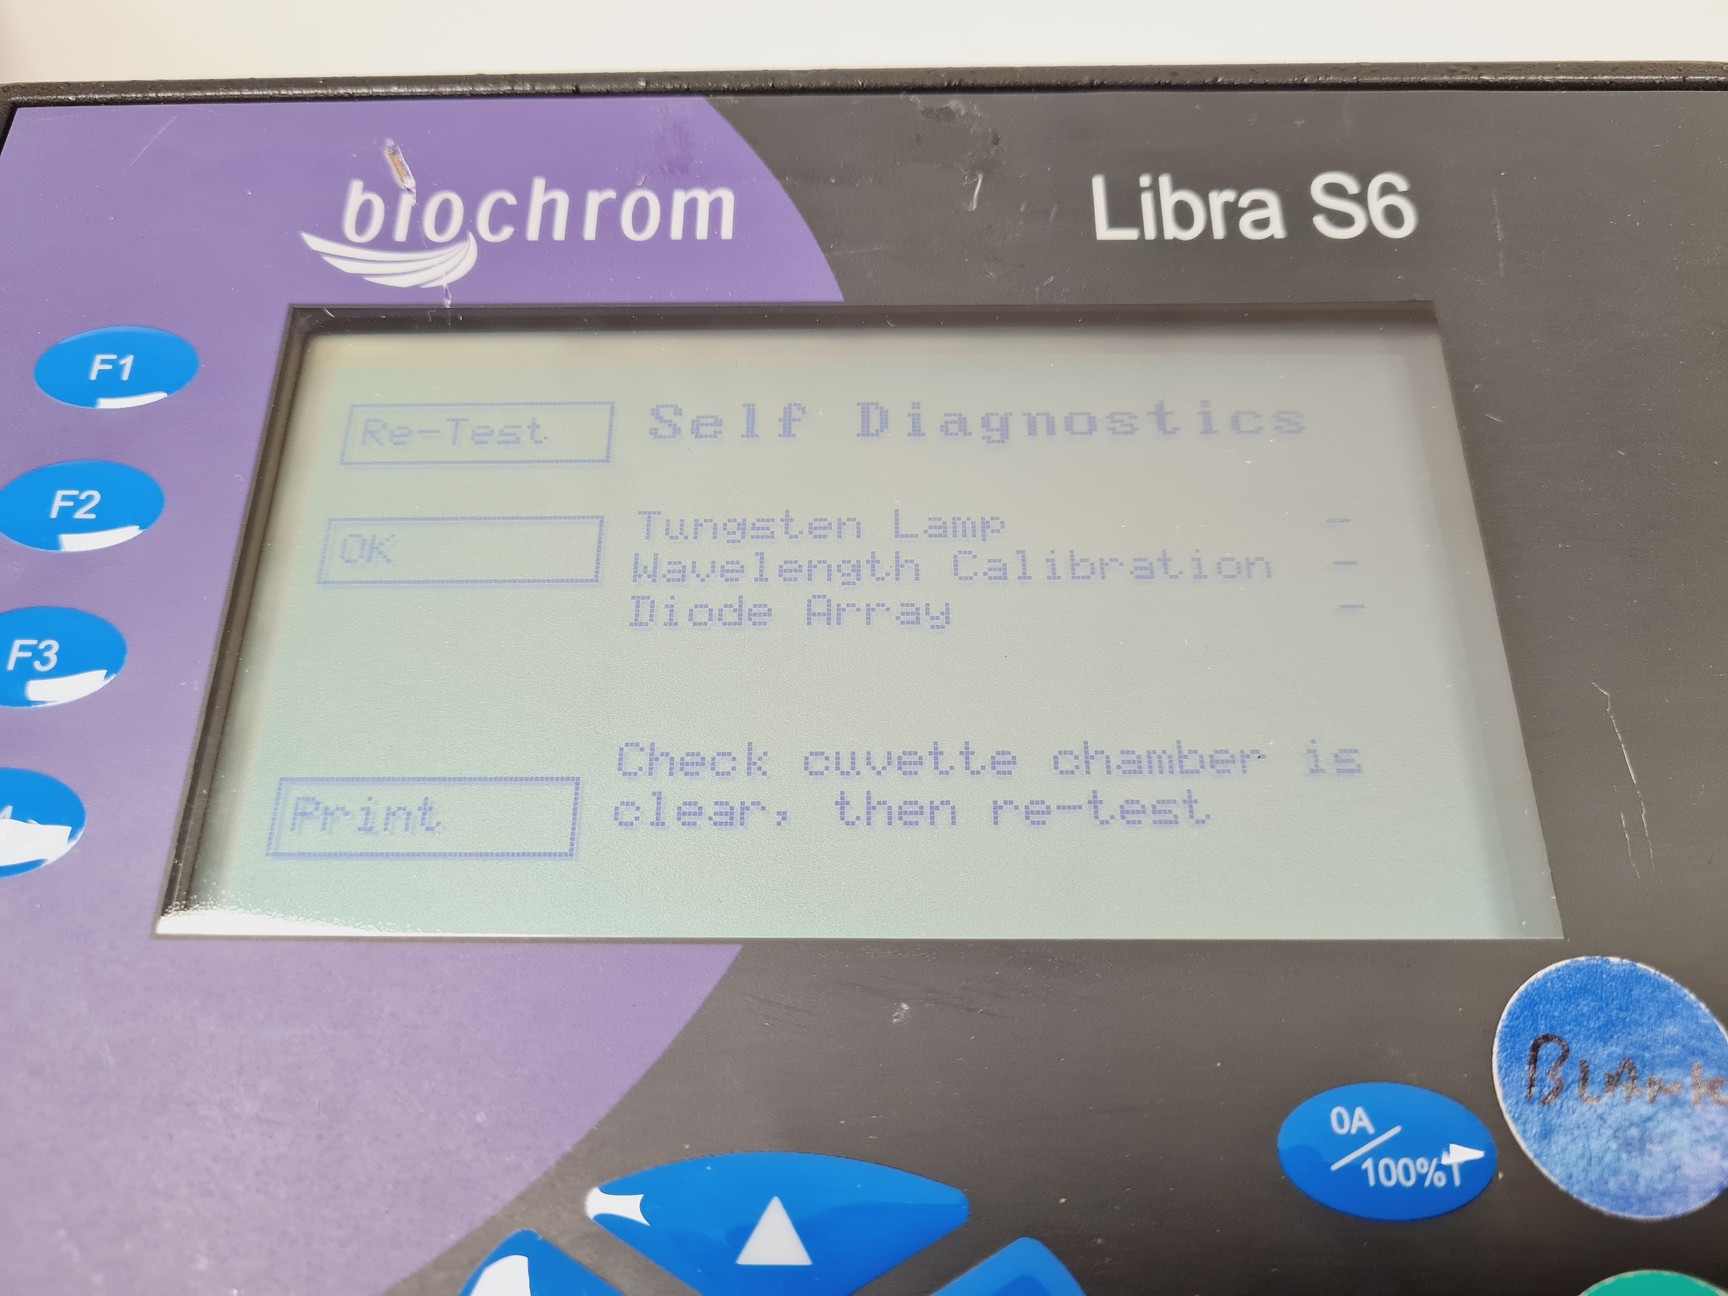 biochrom
Libra S6
F1
F2
F3
Re-Test
Self Diagnostics
OK
Tungsten Lamp -
Wavelength Calibration -
Diode Array -
Print
Check cuvette chamber is
clear, then re-test
0A/100%T
BLANK